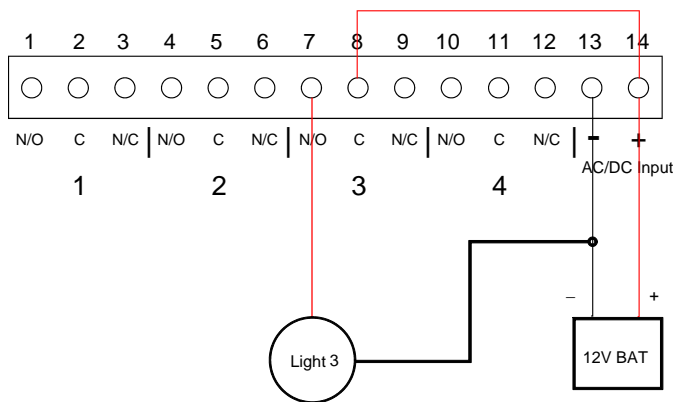 1 2 3 4 5 6 7 8 9 10 11 12 13 14
N/O C N/C N/O C N/C N/O C N/C N/O C N/C - +
AC/DC Input
1 2 3 4
– +
Light 3 12V BAT